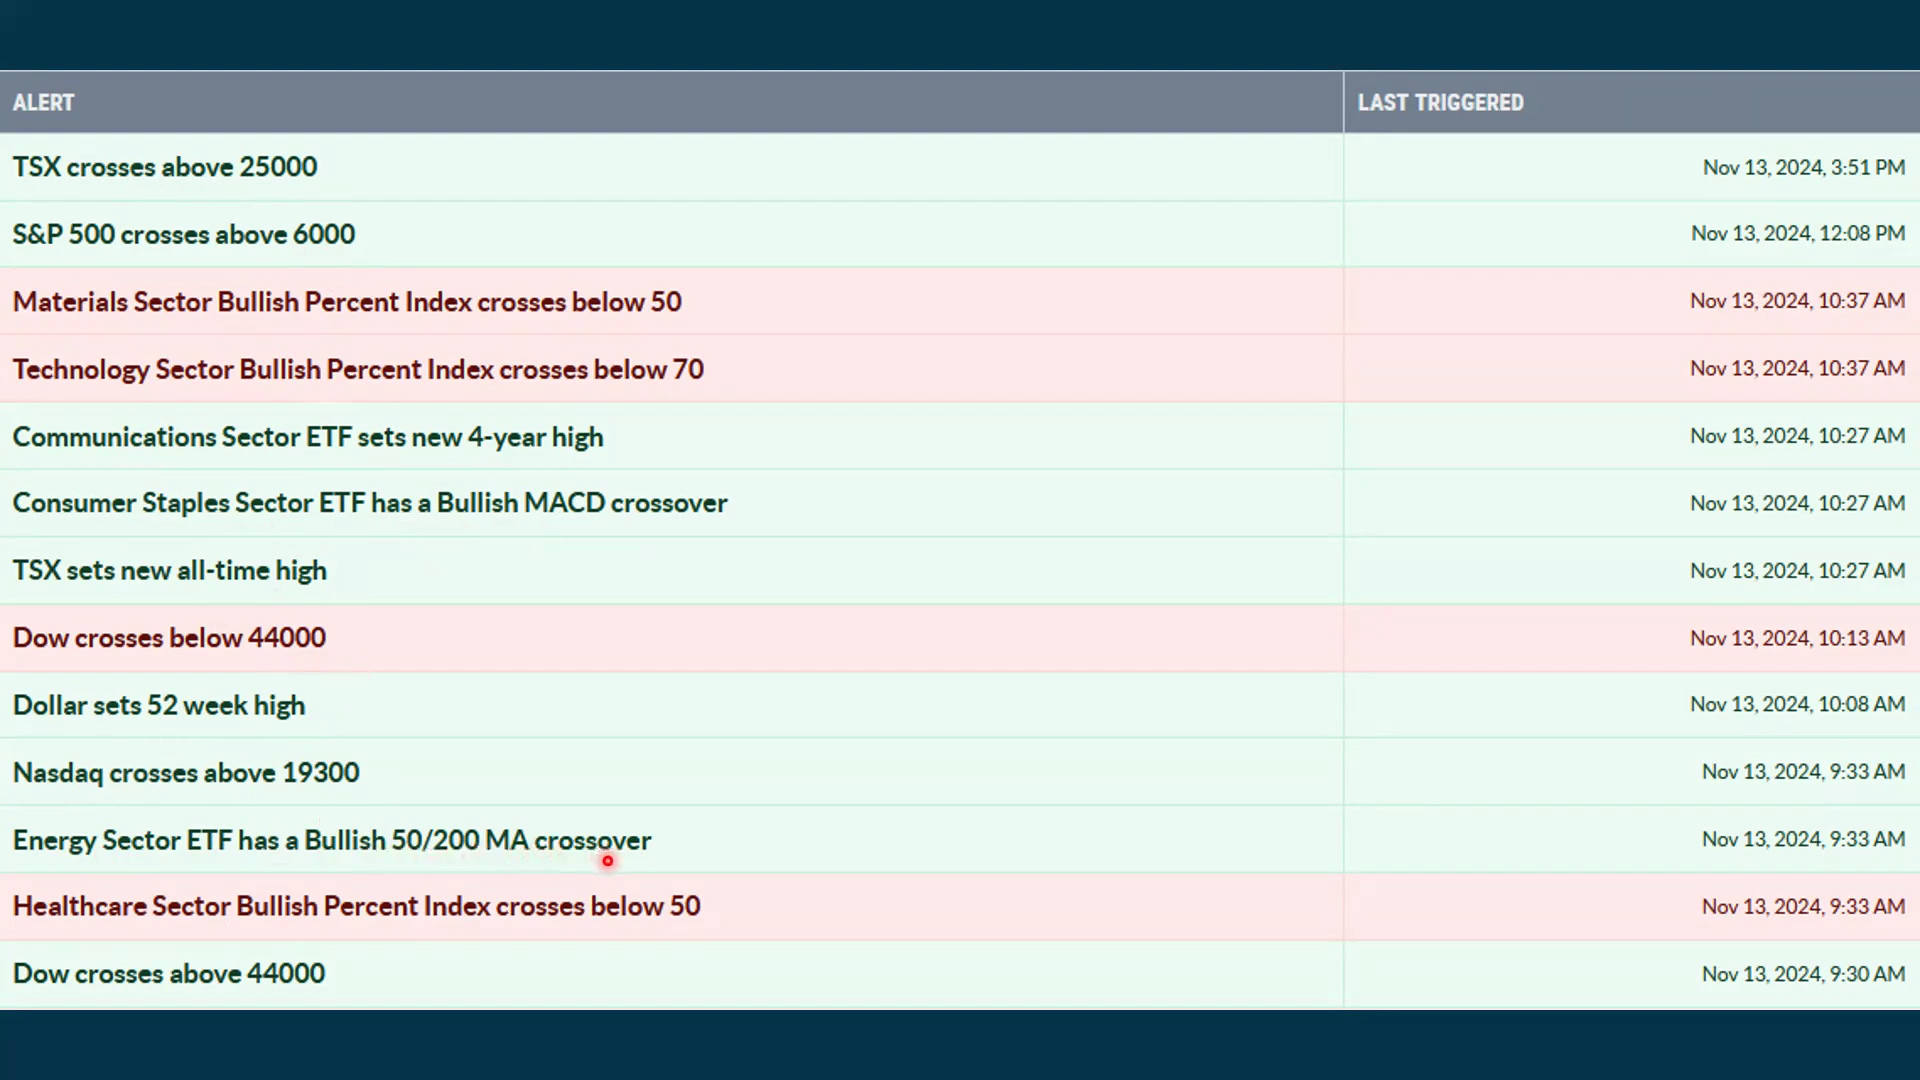 ALERT LAST TRIGGERED
TSX crosses above 25000 Nov 13, 2024, 3:51 PM
S&P 500 crosses above 6000 Nov 13, 2024, 12:08 PM
Materials Sector Bullish Percent Index crosses below 50 Nov 13, 2024, 10:37 AM
Technology Sector Bullish Percent Index crosses below 70 Nov 13, 2024, 10:37 AM
Communications Sector ETF sets new 4-year high Nov 13, 2024, 10:27 AM
Consumer Staples Sector ETF has a Bullish MACD crossover Nov 13, 2024, 10:27 AM
TSX sets new all-time high Nov 13, 2024, 10:27 AM
Dow crosses below 44000 Nov 13, 2024, 10:13 AM
Dollar sets 52 week high Nov 13, 2024, 10:08 AM
Nasdaq crosses above 19300 Nov 13, 2024, 9:33 AM
Energy Sector ETF has a Bullish 50/200 MA crossover Nov 13, 2024, 9:33 AM
Healthcare Sector Bullish Percent Index crosses below 50 Nov 13, 2024, 9:33 AM
Dow crosses above 44000 Nov 13, 2024, 9:30 AM